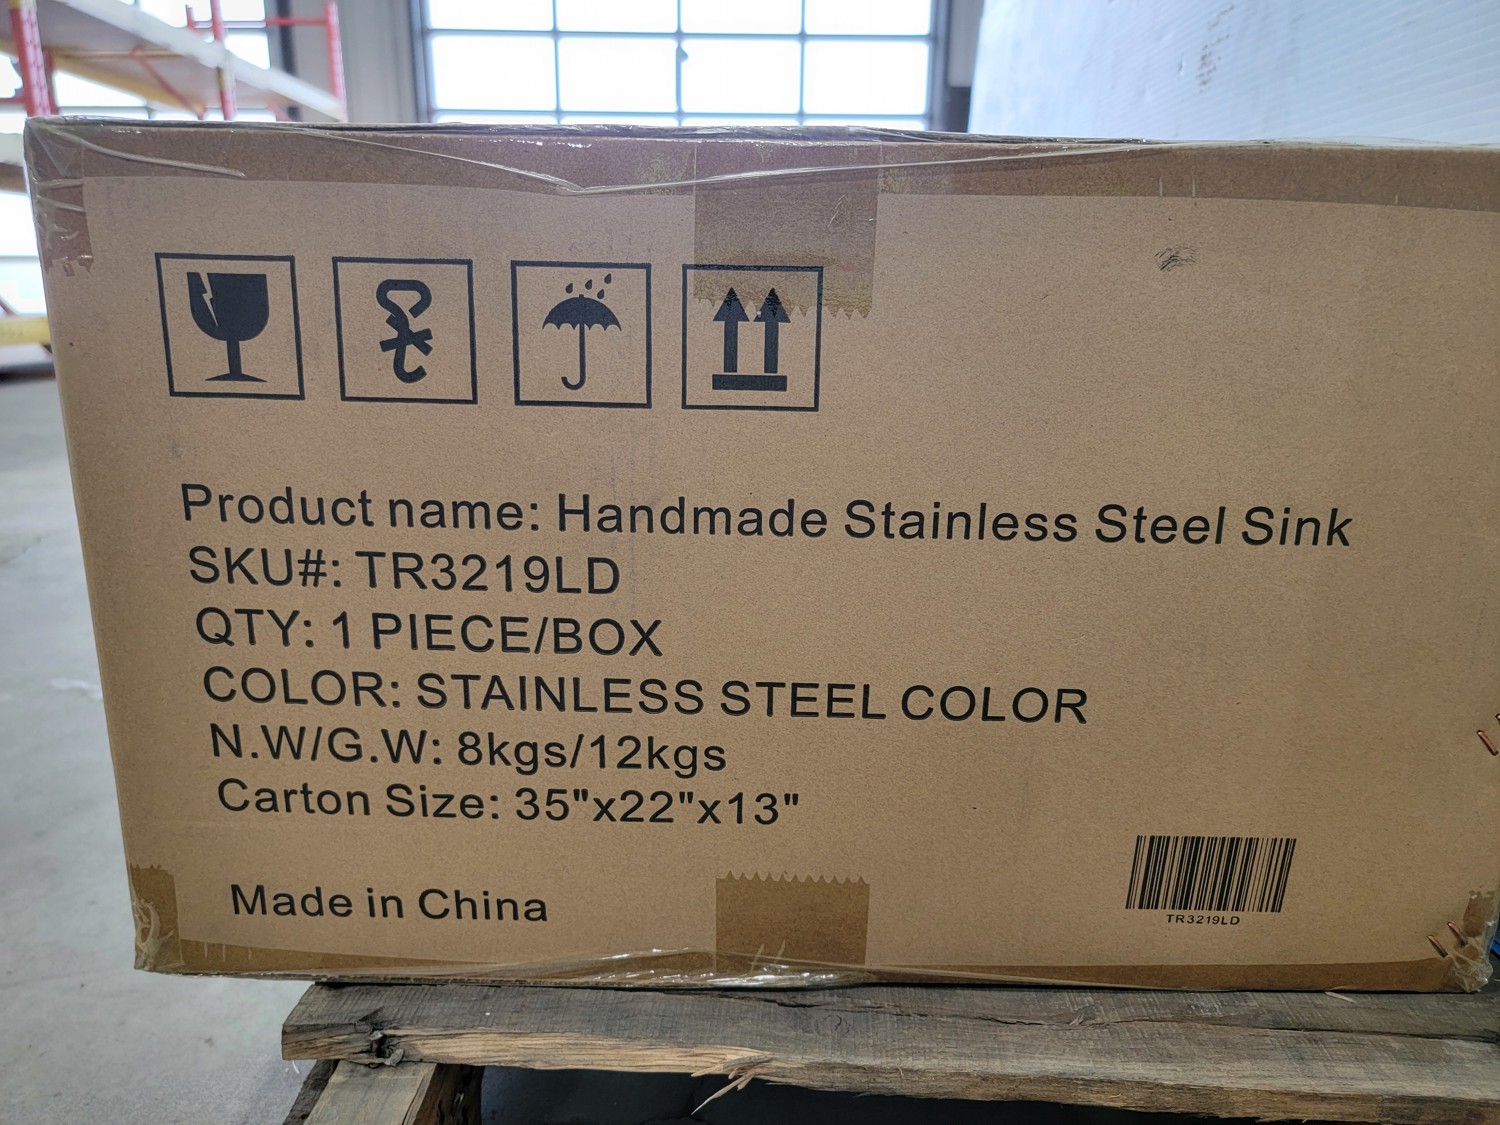 Product name: Handmade Stainless Steel Sink
SKU#: TR3219LD
QTY: 1 PIECE/BOX
COLOR: STAINLESS STEEL COLOR
N.W/G.W: 8kgs/12kgs
Carton Size: 35"x22"x13"
Made in China
TR3219LD